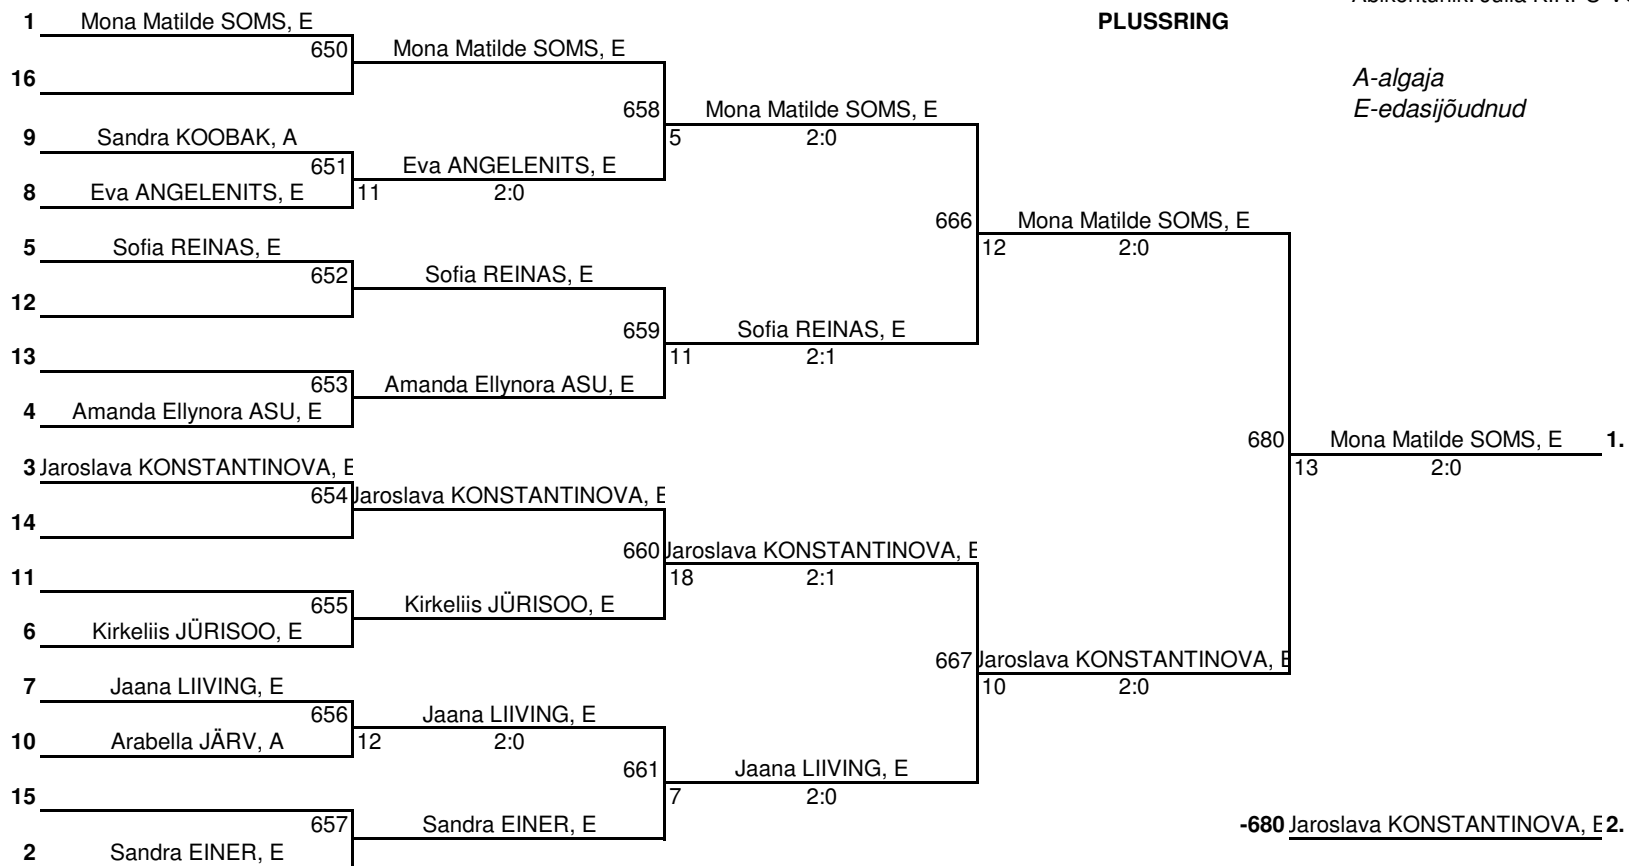 Abikohtunik: Julia
PLUSSRING
A-algaja
E-edasijõudnud
1 Mona Matilde SOMS, E
650 Mona Matilde SOMS, E
16
658 Mona Matilde SOMS, E
5 2:0
9 Sandra KOOBAK, A
651 Eva ANGELENITS, E
8 Eva ANGELENITS, E 11 2:0
666 Mona Matilde SOMS, E
12 2:0
5 Sofia REINAS, E
652 Sofia REINAS, E
12
659 Sofia REINAS, E
11 2:1
13
653 Amanda Ellynora ASU, E
4 Amanda Ellynora ASU, E
680 Mona Matilde SOMS, E 1.
13 2:0
3 Jaroslava KONSTANTINOVA, E
654 Jaroslava KONSTANTINOVA, E
14
660 Jaroslava KONSTANTINOVA, E
18 2:1
11
655 Kirkeliis JÜRISOO, E
6 Kirkeliis JÜRISOO, E
667 Jaroslava KONSTANTINOVA, E
10 2:0
7 Jaana LIIVING, E
656 Jaana LIIVING, E
10 Arabella JÄRV, A 12 2:0
661 Jaana LIIVING, E
7 2:0
15
657 Sandra EINER, E
2 Sandra EINER, E
-680 Jaroslava KONSTANTINOVA, E 2.